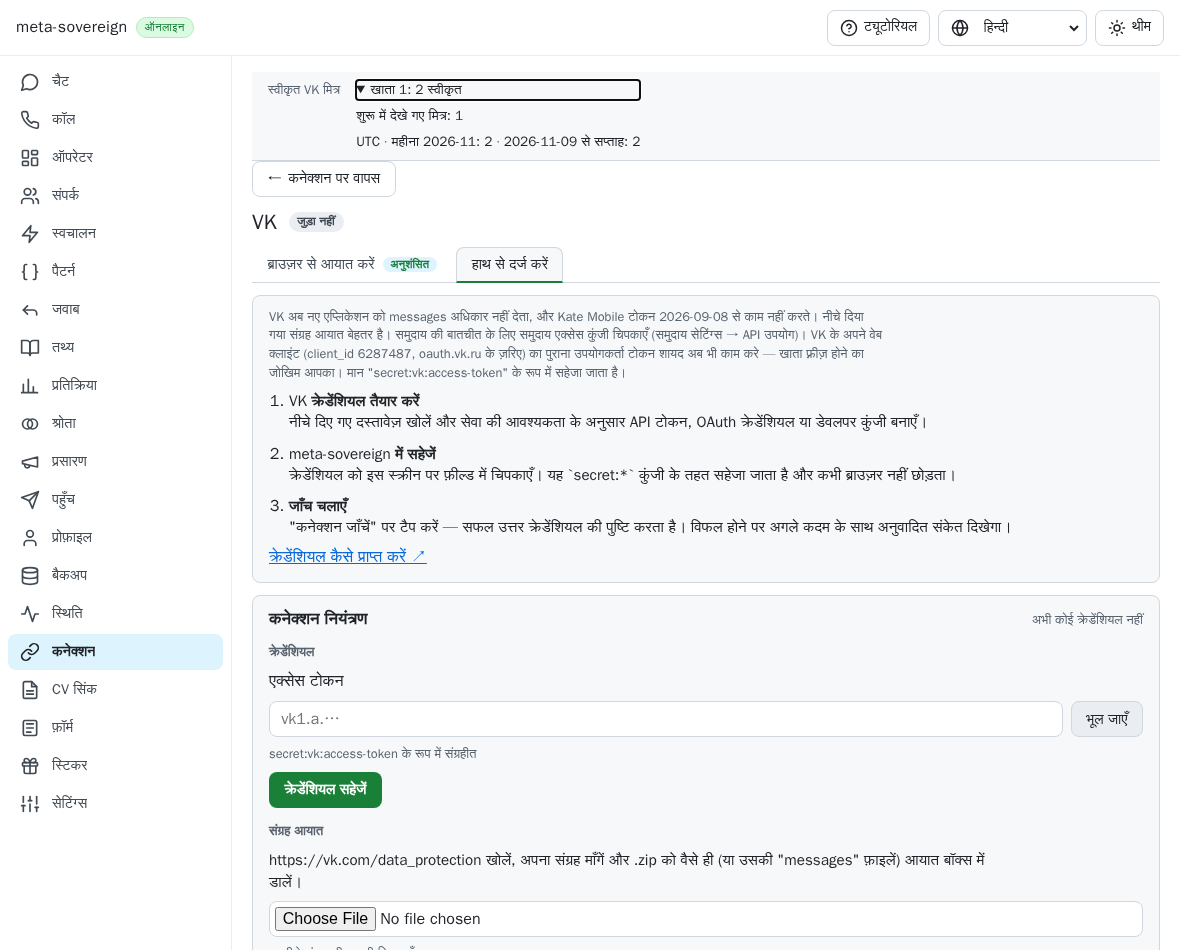 meta-sovereign ऑनलाइन
ट्यूटोरियल
हिन्दी
थीम
चैट
कॉल
ऑपरेटर
संपर्क
स्वचालन
पैटर्न
जवाब
तथ्य
प्रतिक्रिया
श्रोता
प्रसारण
पहुँच
प्रोफ़ाइल
बैकअप
स्थिति
कनेक्शन
CV सिंक
फ़ॉर्म
स्टिकर
सेटिंग्स
स्वीकृत VK मित्र ▼ खाता 1: 2 स्वीकृत
शुरू में देखे गए मित्र: 1
UTC · महीना 2026-11: 2 · 2026-11-09 से सप्ताह: 2
← कनेक्शन पर वापस
VK जुड़ा नहीं
ब्राउज़र से आयात करें अनुशंसित हाथ से दर्ज करें
VK अब नए एप्लिकेशन को messages अधिकार नहीं देता, और Kate Mobile टोकन 2026-09-08 से काम नहीं करते। नीचे दिया
गया संग्रह आयात बेहतर है। समुदाय की बातचीत के लिए समुदाय एक्सेस कुंजी चिपकाएँ (समुदाय सेटिंग्स → API उपयोग)। VK के अपने वेब
क्लाइंट (client_id 6287487, oauth.vk.ru के ज़रिए) का पुराना उपयोगकर्ता टोकन शायद अब भी काम करे — खाता फ़्रीज़ होने का
जोखिम आपका। मान "secret:vk:access-token" के रूप में सहेजा जाता है।
1. VK क्रेडेंशियल तैयार करें
नीचे दिए गए दस्तावेज़ खोलें और सेवा की आवश्यकता के अनुसार API टोकन, OAuth क्रेडेंशियल या डेवलपर कुंजी बनाएँ।
2. meta-sovereign में सहेजें
क्रेडेंशियल को इस स्क्रीन पर फ़ील्ड में चिपकाएँ। यह `secret:*` कुंजी के तहत सहेजा जाता है और कभी ब्राउज़र नहीं छोड़ता।
3. जाँच चलाएँ
"कनेक्शन जाँचें" पर टैप करें — सफल उत्तर क्रेडेंशियल की पुष्टि करता है। विफल होने पर अगले कदम के साथ अनुवादित संकेत दिखेगा।
क्रेडेंशियल कैसे प्राप्त करें ↗
कनेक्शन नियंत्रण अभी कोई क्रेडेंशियल नहीं
क्रेडेंशियल
एक्सेस टोकन
vk1.a.… भूल जाएँ
secret:vk:access-token के रूप में संग्रहीत
क्रेडेंशियल सहेजें
संग्रह आयात
https://vk.com/data_protection खोलें, अपना संग्रह माँगें और .zip को वैसे ही (या उसकी "messages" फ़ाइलें) आयात बॉक्स में
डालें।
Choose File No file chosen